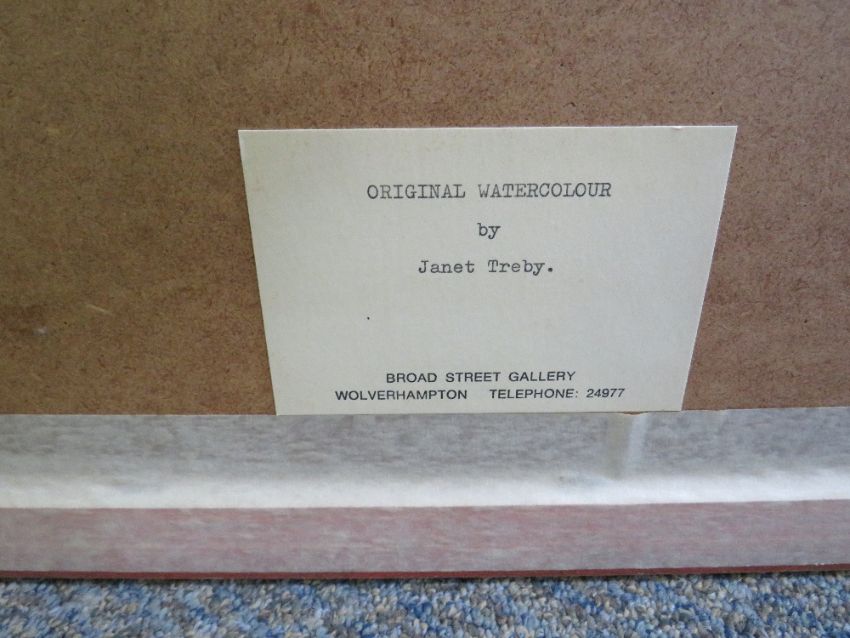 ORIGINAL WATERCOLOUR
by
Janet Treby.
BROAD STREET GALLERY
WOLVERHAMPTON TELEPHONE: 24977